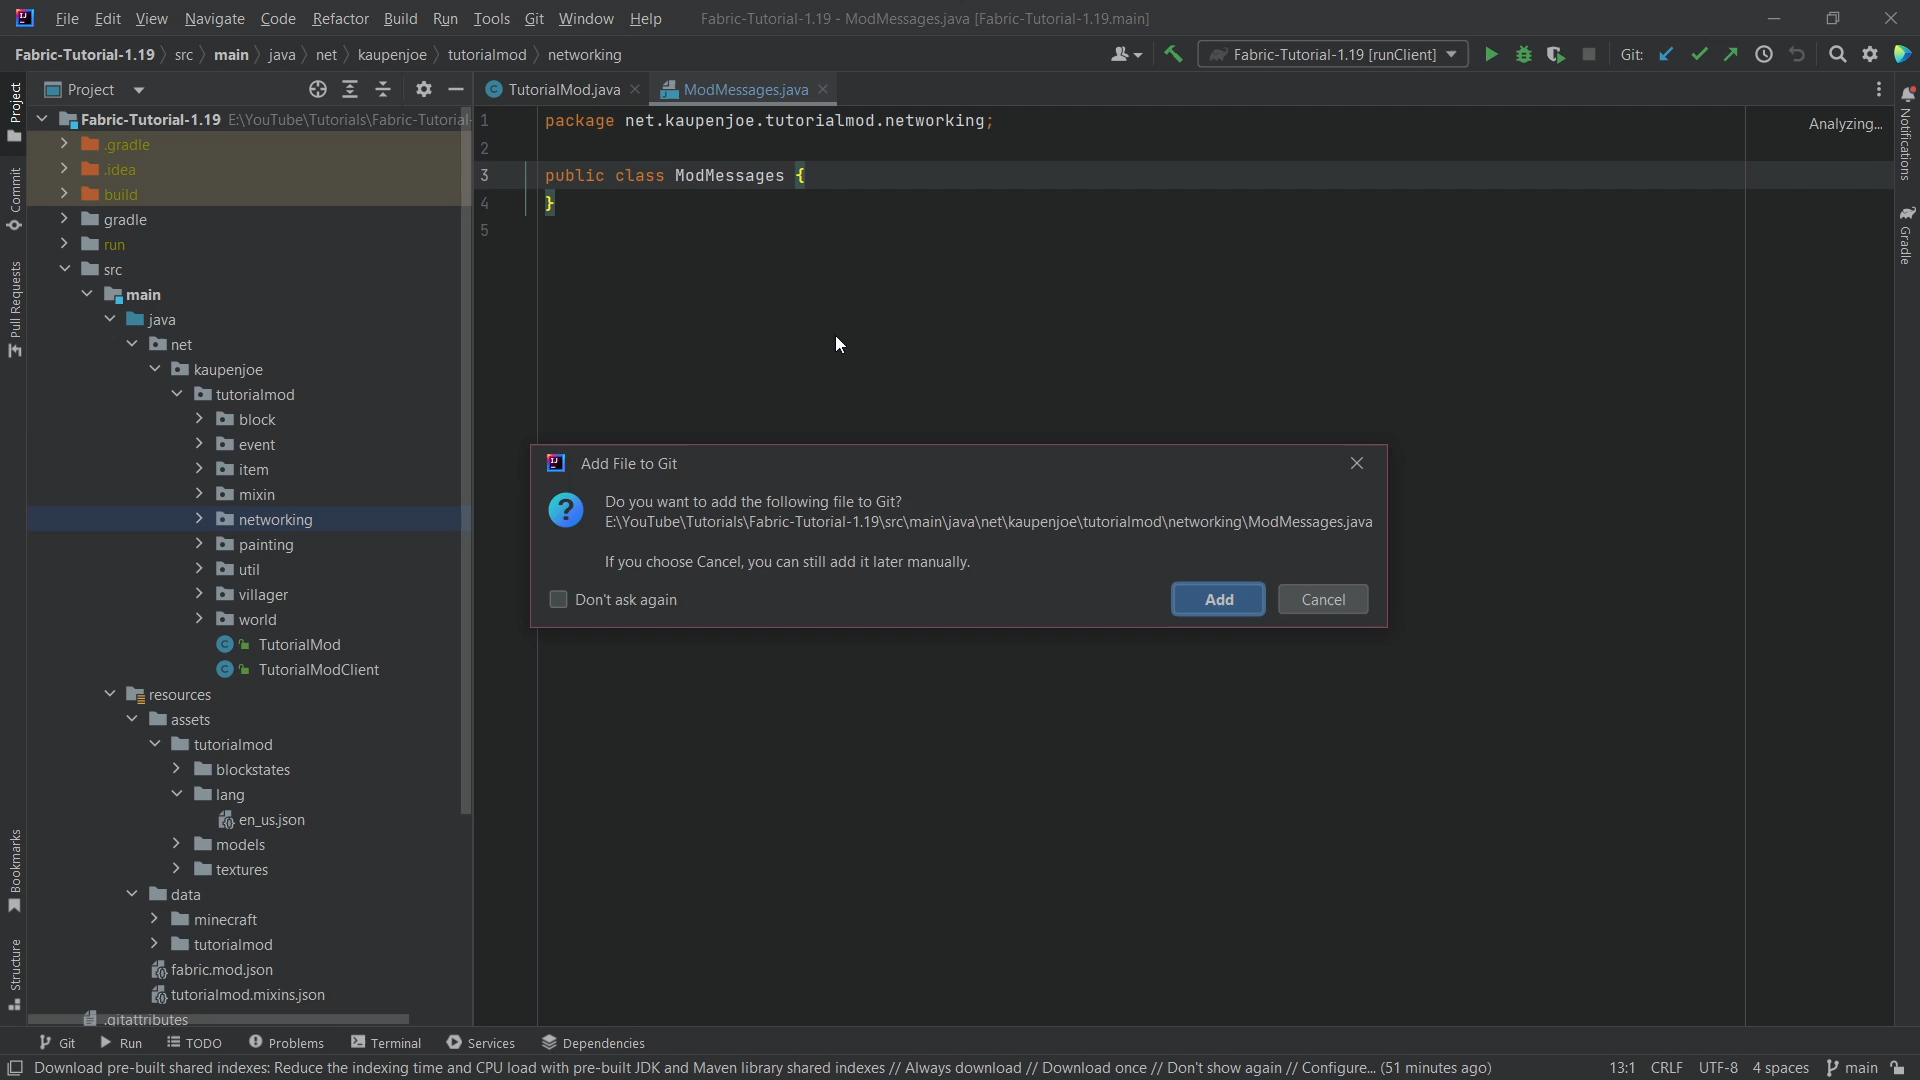 File Edit View Navigate Code Refactor Build Run Tools Git Window Help Fabric-Tutorial-1.19 - ModMessages.java [Fabric-Tutorial-1.19.main]
Fabric-Tutorial-1.19 src main java net kaupenjoe tutorialmod networking Fabric-Tutorial-1.19 [runClient] Git:
Project TutorialMod.java ModMessages.java
Fabric-Tutorial-1.19 E:\YouTube\Tutorials\Fabric-Tutorial-
.gradle
.idea
build
gradle
run
src
main
java
net
kaupenjoe
tutorialmod
block
event
item
mixin
networking
painting
util
villager
world
TutorialMod
TutorialModClient
resources
assets
tutorialmod
blockstates
lang
en_us.json
models
textures
data
minecraft
tutorialmod
fabric.mod.json
tutorialmod.mixins.json
.gitattributes
Project
Commit
Pull Requests
Bookmarks
Structure
1 package net.kaupenjoe.tutorialmod.networking;
2
3 public class ModMessages {
4 }
5
Analyzing...
Notifications
Gradle
Add File to Git
Do you want to add the following file to Git?
E:\YouTube\Tutorials\Fabric-Tutorial-1.19\src\main\java\net\kaupenjoe\tutorialmod\networking\ModMessages.java
If you choose Cancel, you can still add it later manually.
Don't ask again Add Cancel
Git Run TODO Problems Terminal Services Dependencies
Download pre-built shared indexes: Reduce the indexing time and CPU load with pre-built JDK and Maven library shared indexes // Always download // Download once // Don't show again // Configure... (51 minutes ago) 13:1 CRLF UTF-8 4 spaces main